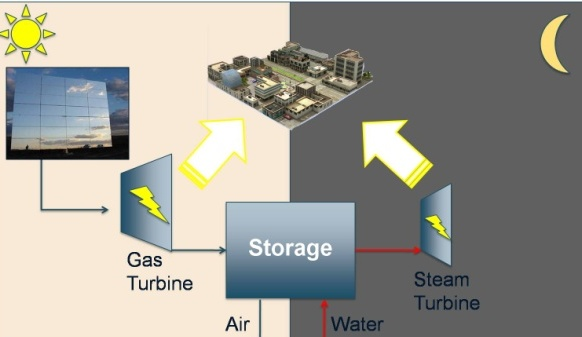 Gas
Turbine
Storage
Steam
Turbine
Air
Water